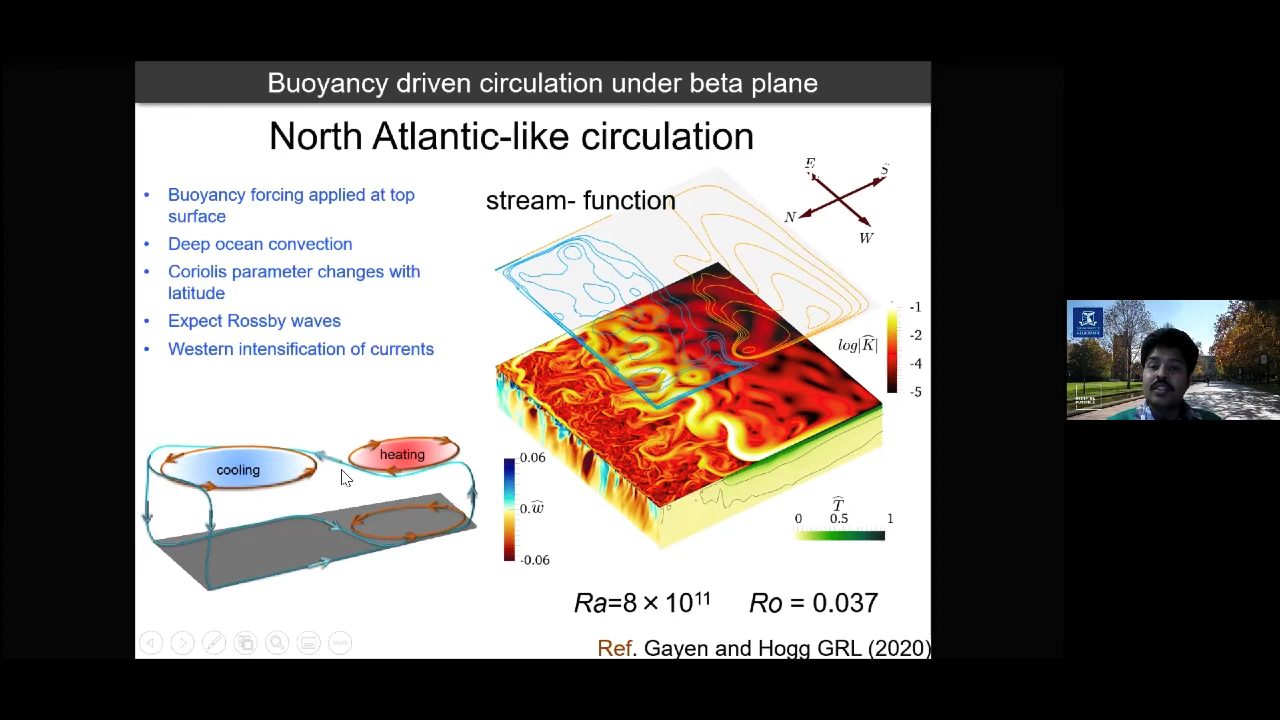 Buoyancy driven circulation under beta plane
North Atlantic-like circulation
• Buoyancy forcing applied at top
surface
• Deep ocean convection
• Coriolis parameter changes with
latitude
• Expect Rossby waves
• Western intensification of currents
stream- function
E
S
N
W
-1
-2
-4
-5
log|K̂|
cooling
heating
0.06
0. ŵ
-0.06
T̂
0 0.5 1
Ra=8 × 10¹¹ Ro = 0.037
Ref. Gayen and Hogg GRL (2020)